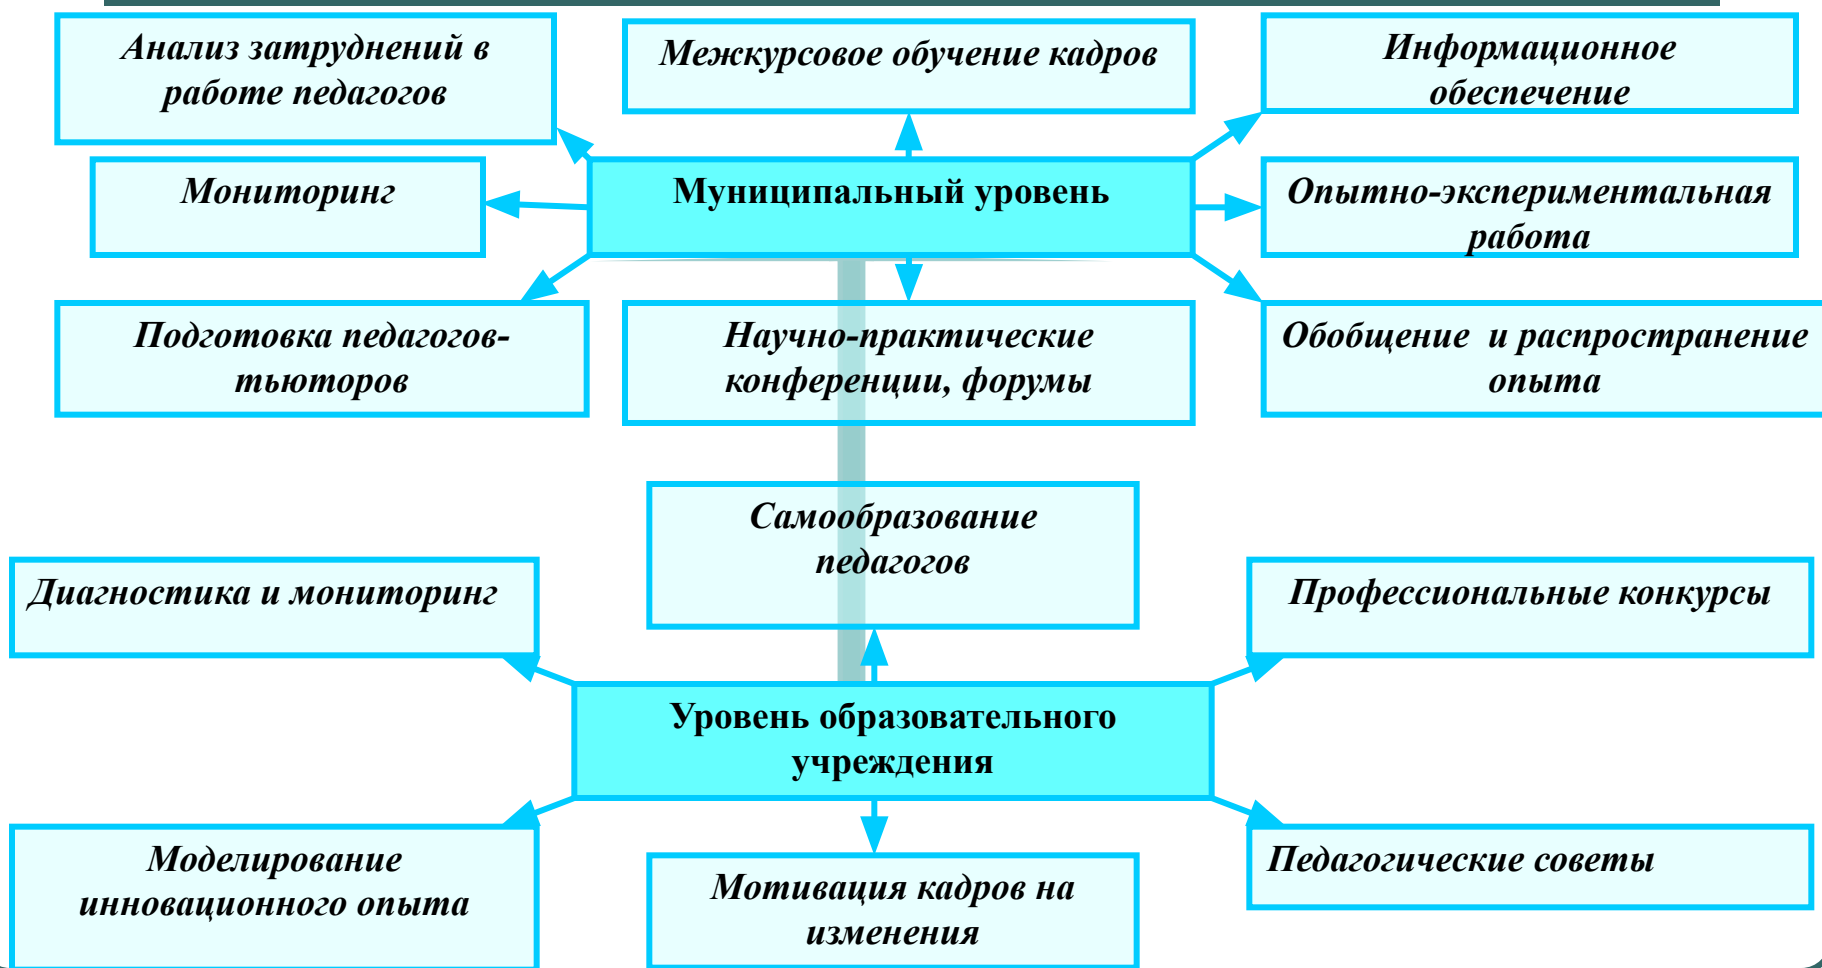 Анализ затруднений в
работе педагогов
Межкурсовое обучение кадров
Информационное
обеспечение
Мониторинг
Муниципальный уровень
Опытно-экспериментальная
работа
Подготовка педагогов-
тьюторов
Научно-практические
конференции, форумы
Обобщение и распространение
опыта
Самообразование
педагогов
Диагностика и мониторинг
Профессиональные конкурсы
Уровень образовательного
учреждения
Моделирование
инновационного опыта
Мотивация кадров на
изменения
Педагогические советы